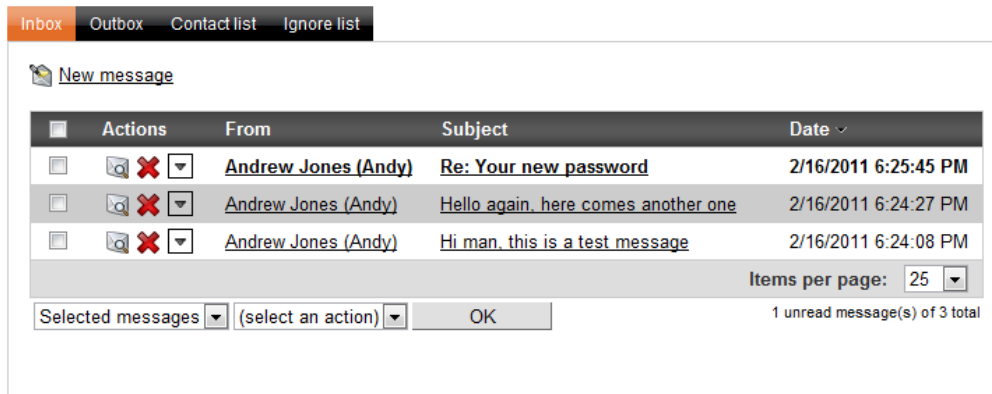 Inbox Outbox Contact list Ignore list
New message
Actions From Subject Date
Andrew Jones (Andy) Re: Your new password 2/16/2011 6:25:45 PM
Andrew Jones (Andy) Hello again, here comes another one 2/16/2011 6:24:27 PM
Andrew Jones (Andy) Hi man, this is a test message 2/16/2011 6:24:08 PM
Items per page: 25
Selected messages (select an action) OK 1 unread message(s) of 3 total